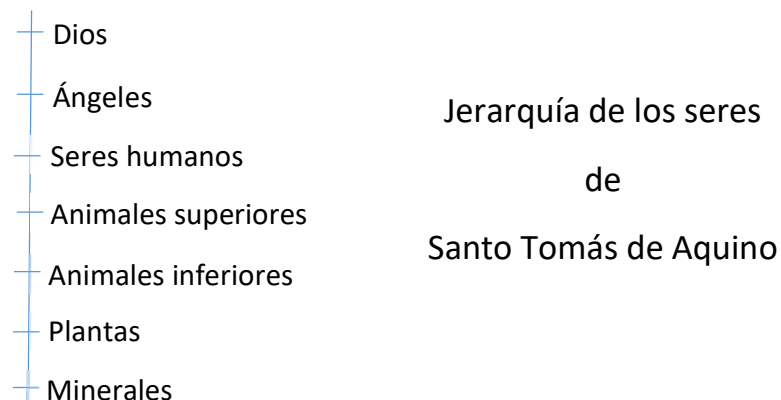 Dios
Ángeles
Seres humanos
Animales superiores
Animales inferiores
Plantas
Minerales
Jerarquía de los seres
de
Santo Tomás de Aquino